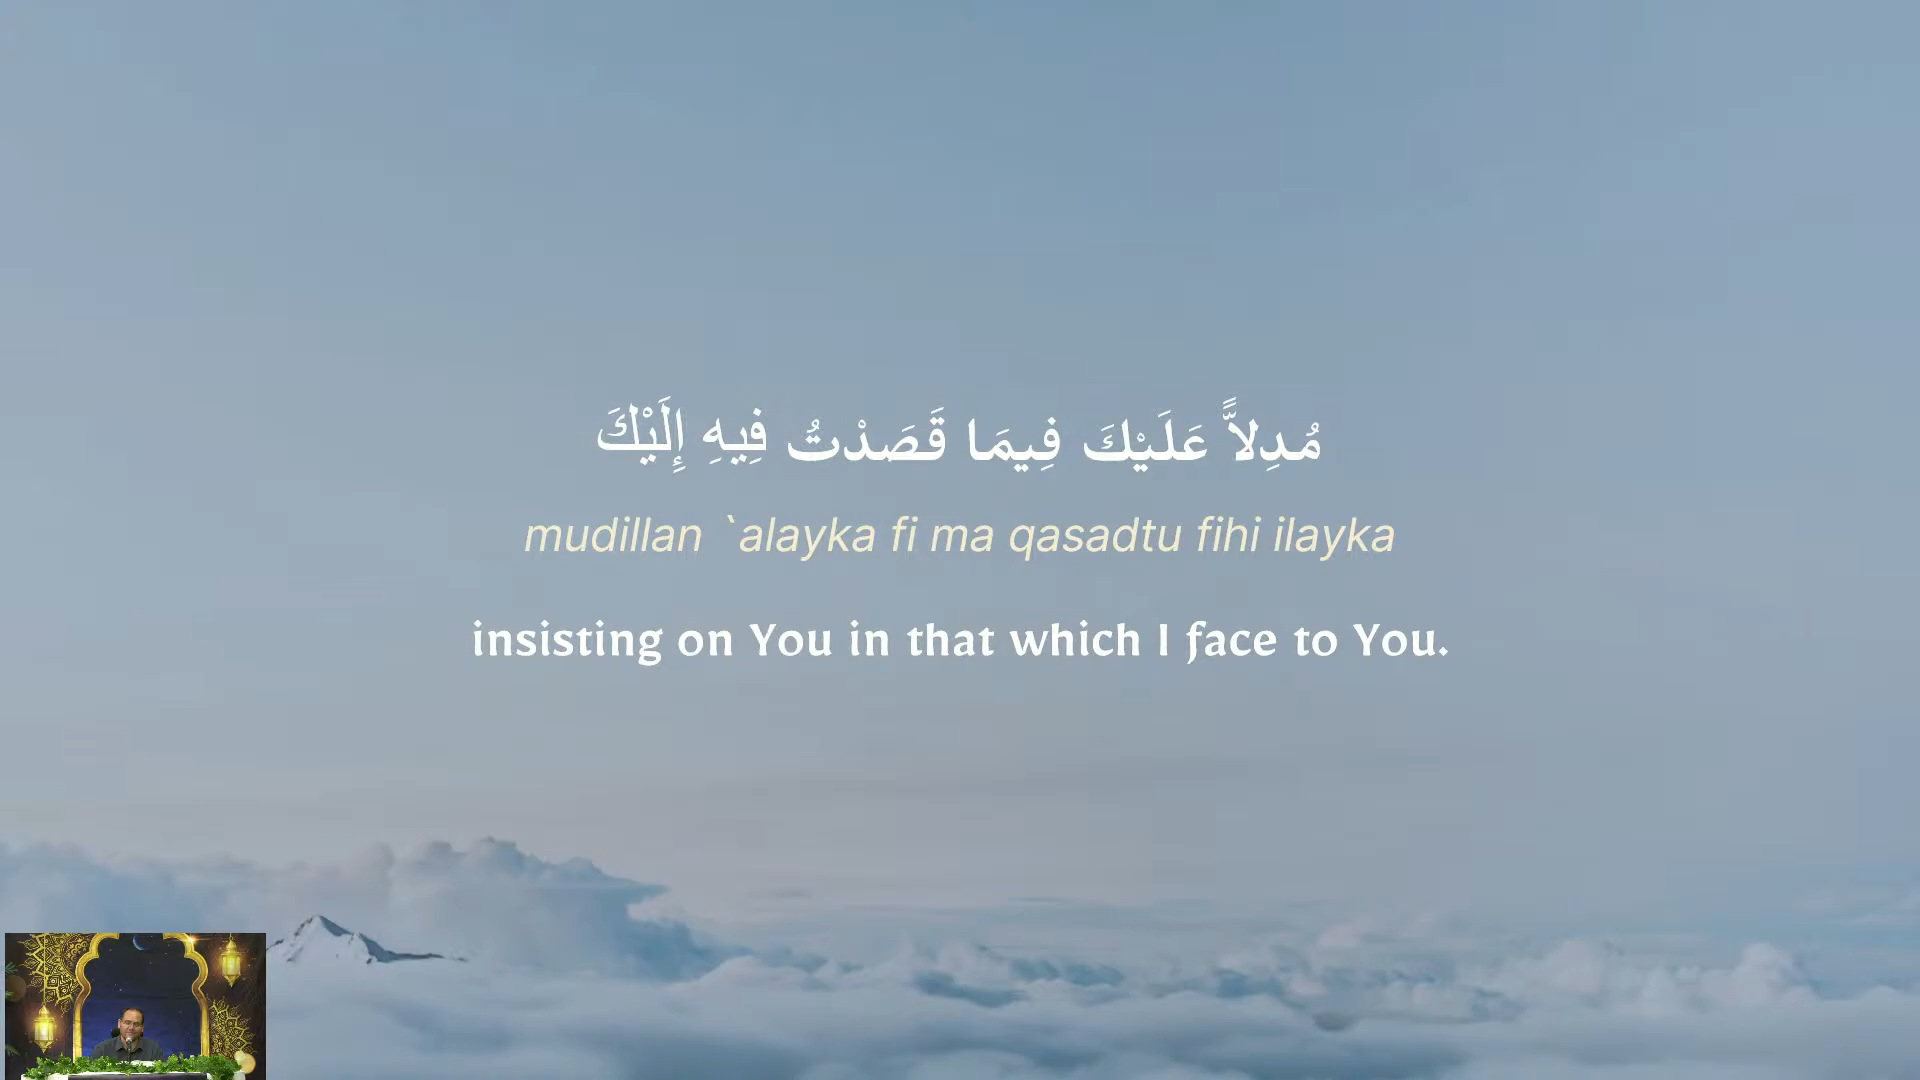 مُدِلاًّ عَلَيْكَ فِيمَا قَصَدْتُ فِيهِ إِلَيْكَ
mudillan `alayka fi ma qasadtu fihi ilayka
insisting on You in that which I face to You.